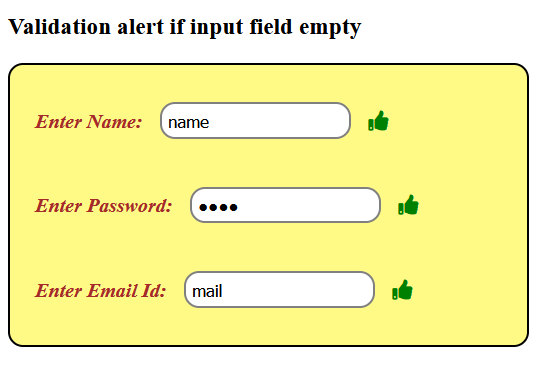 Validation alert if input field empty
Enter Name: name
Enter Password: ••••
Enter Email Id: mail